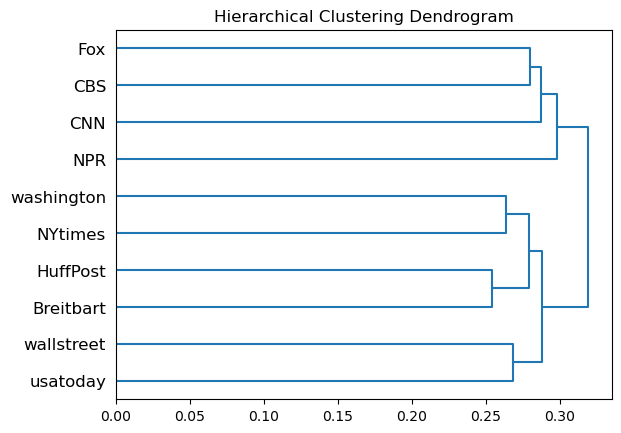 Hierarchical Clustering Dendrogram
Fox
CBS
CNN
NPR
washington
NYtimes
HuffPost
Breitbart
wallstreet
usatoday
0.00 0.05 0.10 0.15 0.20 0.25 0.30